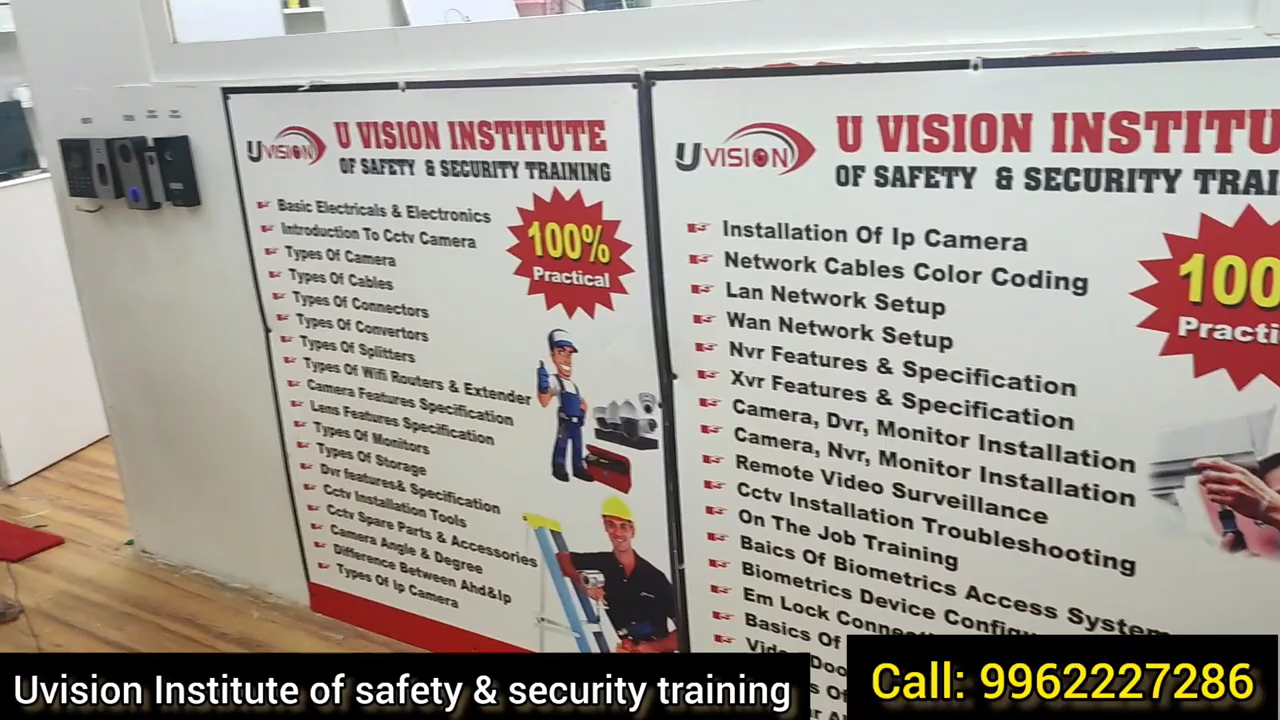 UVISION
U VISION INSTITUTE
OF SAFETY & SECURITY TRAINING
Basic Electricals & Electronics
Introduction To Cctv Camera
Types Of Camera
Types Of Cables
Types Of Connectors
Types Of Convertors
Types Of Splitters
Types Of Wifi Routers & Extender
Camera Features Specification
Lens Features Specification
Types Of Monitors
Types Of Storage
Dvr features& Specification
Cctv Installation Tools
Cctv Spare Parts & Accessories
Camera Angle & Degree
Difference Between Ahd&Ip
Types Of Ip Camera
100%
Practical
UVISION
U VISION INSTITU
OF SAFETY & SECURITY TRAI
Installation Of Ip Camera
Network Cables Color Coding
Lan Network Setup
Wan Network Setup
Nvr Features & Specification
Xvr Features & Specification
Camera, Dvr, Monitor Installation
Camera, Nvr, Monitor Installation
Remote Video Surveillance
Cctv Installation Troubleshooting
On The Job Training
Baics Of Biometrics Access System
Biometrics Device Configu
Em Lock Conne
Basics Of
100
Practi
Uvision Institute of safety & security training
Call: 9962227286